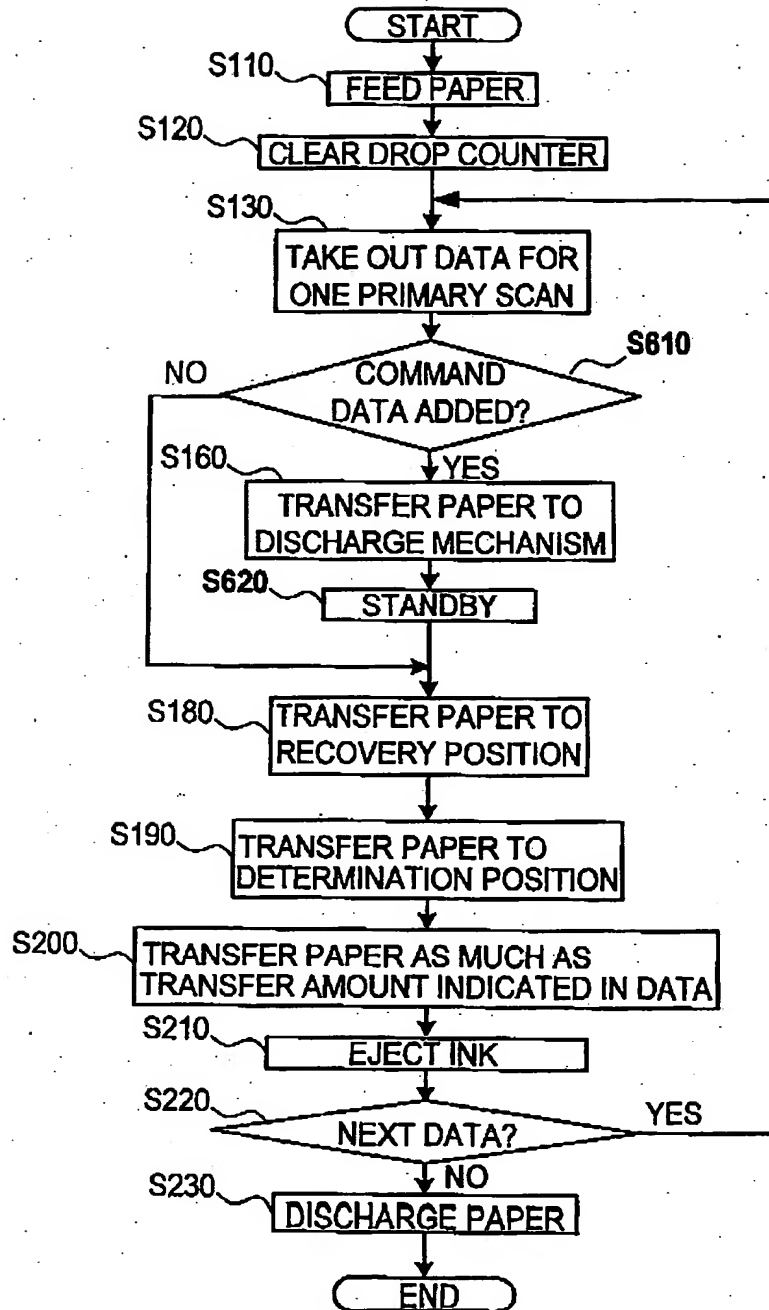 START
S110
FEED PAPER
S120
CLEAR DROP COUNTER
S130
TAKE OUT DATA FOR
ONE PRIMARY SCAN
S610
NO
COMMAND
DATA ADDED?
S160
YES
TRANSFER PAPER TO
DISCHARGE MECHANISM
S620
STANDBY
S180
TRANSFER PAPER TO
RECOVERY POSITION
S190
TRANSFER PAPER TO
DETERMINATION POSITION
S200
TRANSFER PAPER AS MUCH AS
TRANSFER AMOUNT INDICATED IN DATA
S210
EJECT INK
S220
YES
NEXT DATA?
NO
S230
DISCHARGE PAPER
END